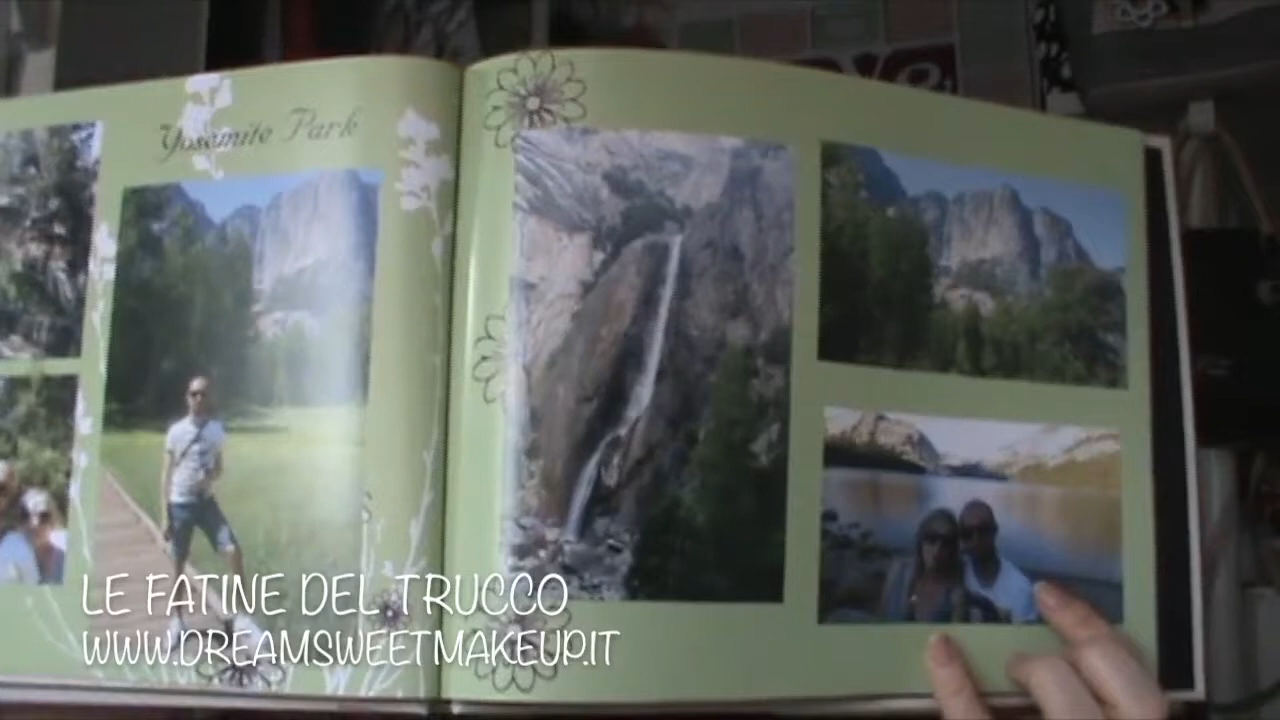 Yosemite Park
LE FATINE DEL TRUCCO
WWW.DREAMSWEETMAKEUP.IT